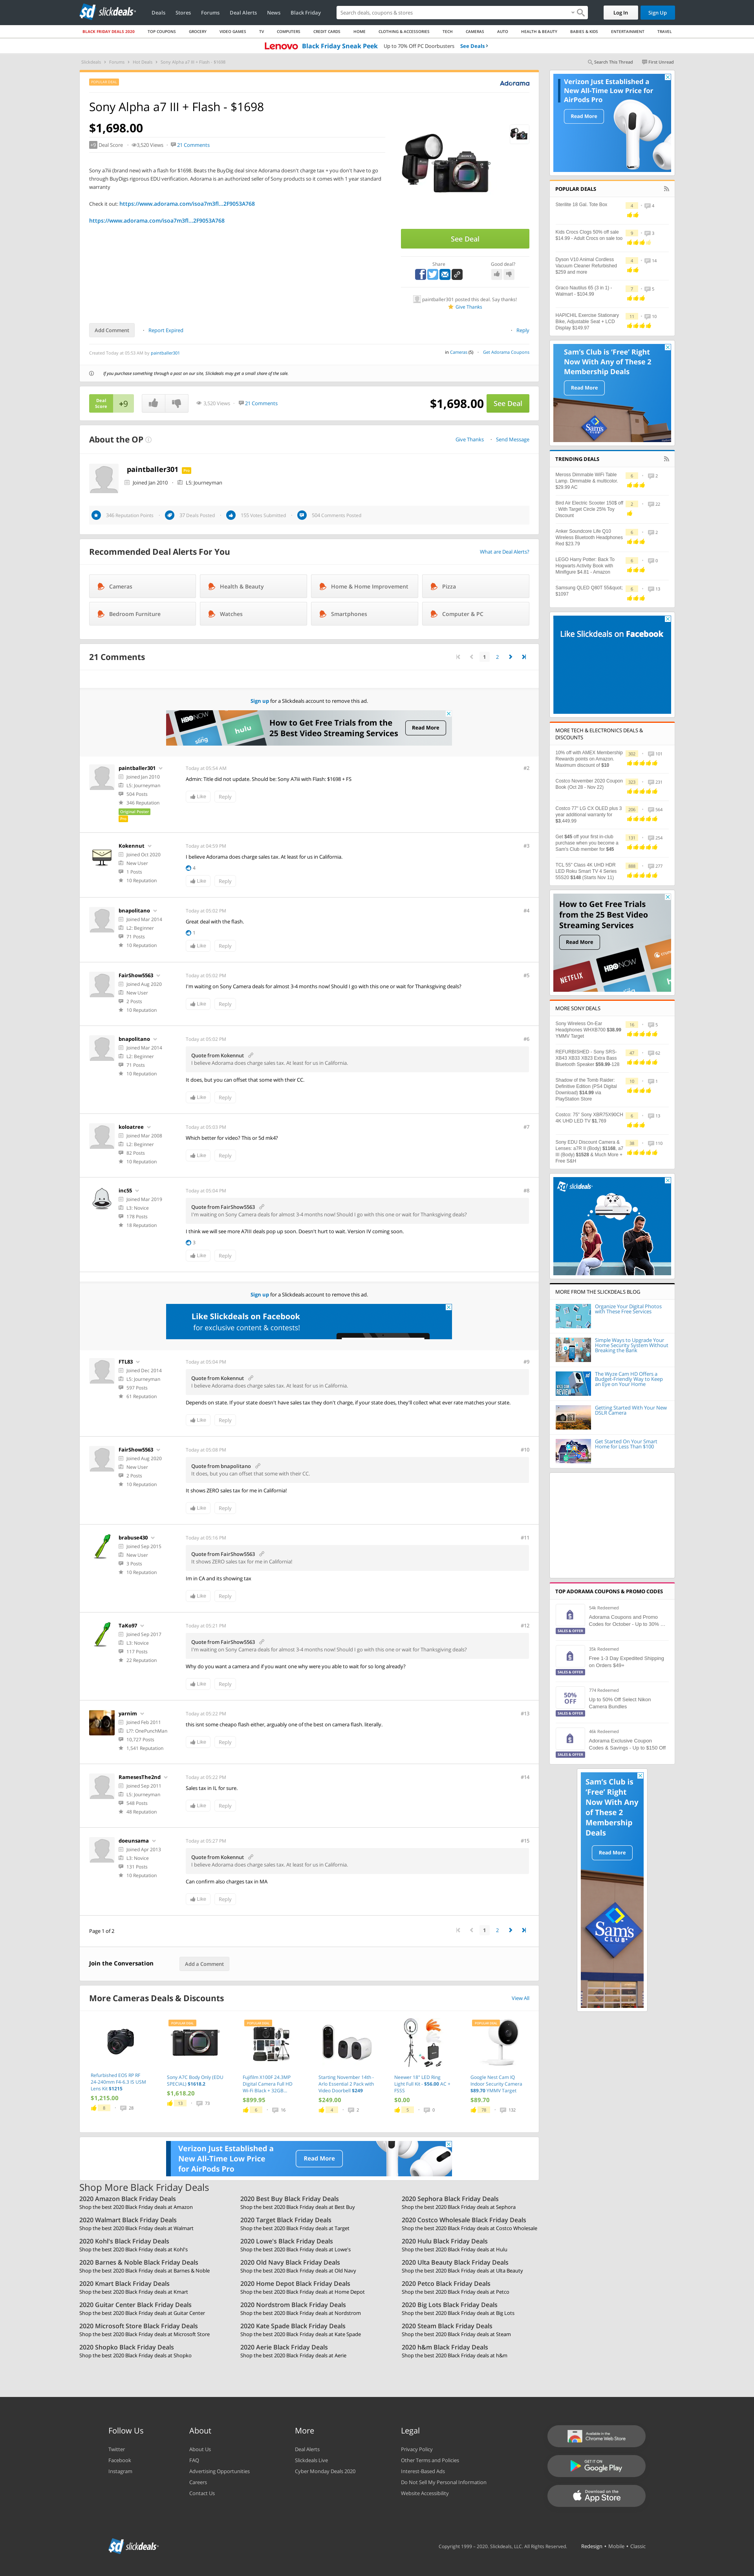 slickdeals
Deals Stores Forums Deal Alerts News Black Friday
Search deals, coupons & stores
Log In
Sign Up
BLACK FRIDAY DEALS 2020 TOP COUPONS GROCERY VIDEO GAMES TV COMPUTERS CREDIT CARDS HOME CLOTHING & ACCESSORIES TECH CAMERAS AUTO HEALTH & BEAUTY BABIES & KIDS ENTERTAINMENT TRAVEL
Lenovo Black Friday Sneak Peek Up to 70% Off PC Doorbusters See Deals
Slickdeals > Forums > Hot Deals > Sony Alpha a7 III + Flash - $1698
Search This Thread First Unread
Adorama
Sony Alpha a7 III + Flash - $1698
$1,698.00
+9 Deal Score 3,520 Views 21 Comments
Sony a7iii (brand new) with a flash for $1698. Beats the BuyDig deal since Adorama doesn't charge tax + you don't have to go
through BuyDigs rigorous EDU verification. Adorama is an authorized seller of Sony products so it comes with 1 year standard
warranty
Check it out: https://www.adorama.com/isoa7m3fl...2F9053A768
https://www.adorama.com/isoa7m3fl...2F9053A768
See Deal
Share Good deal?
paintballer301 posted this deal. Say thanks!
Give Thanks
Add Comment Report Expired Reply
Created Today at 05:53 AM by paintballer301
in Cameras (5) Get Adorama Coupons
If you purchase something through a post on our site, Slickdeals may get a small share of the sale.
Deal Score +9 3,520 Views 21 Comments $1,698.00 See Deal
About the OP
Give Thanks Send Message
paintballer301 Pro
Joined Jan 2010 L5: Journeyman
346 Reputation Points 37 Deals Posted 155 Votes Submitted 504 Comments Posted
Recommended Deal Alerts For You
What are Deal Alerts?
Cameras Health & Beauty Home & Home Improvement Pizza
Bedroom Furniture Watches Smartphones Computer & PC
21 Comments
1 2
Sign up for a Slickdeals account to remove this ad.
HBO NOW hulu How to Get Free Trials from the 25 Best Video Streaming Services Read More
paintballer301
Joined Jan 2010
L5: Journeyman
504 Posts
346 Reputation
Original Poster
Pro
Today at 05:54 AM #2
Admin: Title did not update. Should be: Sony A7iii with Flash: $1698 + FS
Like Reply
Kokennut
Joined Oct 2020
New User
1 Posts
10 Reputation
Today at 04:59 PM #3
I believe Adorama does charge sales tax. At least for us in California.
4
Like Reply
bnapolitano
Joined Mar 2014
L2: Beginner
71 Posts
10 Reputation
Today at 05:02 PM #4
Great deal with the flash.
1
Like Reply
FairShow5563
Joined Aug 2020
New User
2 Posts
10 Reputation
Today at 05:02 PM #5
I'm waiting on Sony Camera deals for almost 3-4 months now! Should I go with this one or wait for Thanksgiving deals?
Like Reply
bnapolitano
Joined Mar 2014
L2: Beginner
71 Posts
10 Reputation
Today at 05:02 PM #6
Quote from Kokennut
I believe Adorama does charge sales tax. At least for us in California.
It does, but you can offset that some with their CC.
Like Reply
koloatree
Joined Mar 2008
L2: Beginner
82 Posts
10 Reputation
Today at 05:03 PM #7
Which better for video? This or 5d mk4?
Like Reply
inc55
Joined Mar 2019
L3: Novice
178 Posts
18 Reputation
Today at 05:04 PM #8
Quote from FairShow5563
I'm waiting on Sony Camera deals for almost 3-4 months now! Should I go with this one or wait for Thanksgiving deals?
I think we will see more A7III deals pop up soon. Doesn't hurt to wait. Version IV coming soon.
3
Like Reply
Sign up for a Slickdeals account to remove this ad.
Like Slickdeals on Facebook
for exclusive content & contests!
FTL83
Joined Dec 2014
L5: Journeyman
597 Posts
61 Reputation
Today at 05:04 PM #9
Quote from Kokennut
I believe Adorama does charge sales tax. At least for us in California.
Depends on state. If your state doesn't have sales tax they don't charge, if your state does, they'll collect what ever rate matches your state.
Like Reply
FairShow5563
Joined Aug 2020
New User
2 Posts
10 Reputation
Today at 05:08 PM #10
Quote from bnapolitano
It does, but you can offset that some with their CC.
It shows ZERO sales tax for me in California!
Like Reply
brabuse430
Joined Sep 2015
New User
3 Posts
10 Reputation
Today at 05:16 PM #11
Quote from FairShow5563
It shows ZERO sales tax for me in California!
Im in CA and its showing tax
Like Reply
TaKe97
Joined Sep 2017
L3: Novice
117 Posts
22 Reputation
Today at 05:21 PM #12
Quote from FairShow5563
I'm waiting on Sony Camera deals for almost 3-4 months now! Should I go with this one or wait for Thanksgiving deals?
Why do you want a camera and if you want one why were you able to wait for so long already?
Like Reply
yarnim
Joined Feb 2011
L7?: OnePunchMan
10,727 Posts
1,541 Reputation
Today at 05:22 PM #13
this isnt some cheapo flash either, arguably one of the best on camera flash. literally.
Like Reply
RamesesThe2nd
Joined Sep 2011
L5: Journeyman
548 Posts
48 Reputation
Today at 05:22 PM #14
Sales tax in IL for sure.
Like Reply
doeunsama
Joined Apr 2013
L3: Novice
131 Posts
10 Reputation
Today at 05:27 PM #15
Quote from Kokennut
I believe Adorama does charge sales tax. At least for us in California.
Can confirm also charges tax in MA
Like Reply
Page 1 of 2 1 2
Join the Conversation Add a Comment
More Cameras Deals & Discounts View All
Refurbished EOS RP RF 24-240mm F4-6.3 IS USM Lens Kit $1215
$1,215.00
8 28
Sony A7C Body Only (EDU SPECIAL) $1618.2
$1,618.20
13 73
Fujifilm X100F 24.3MP Digital Camera Full HD Wi-Fi Black + 32GB...
$899.95
6 16
Starting November 14th - Arlo Essential 2 Pack with Video Doorbell $249
$249.00
4 2
Neewer 18" LED Ring Light Full Kit - $56.00 AC + FSSS
$0.00
5 0
Google Nest Cam IQ Indoor Security Camera $89.70 YMMV Target
$89.70
78 132
Verizon Just Established a New All-Time Low Price for AirPods Pro Read More
Shop More Black Friday Deals
2020 Amazon Black Friday Deals 2020 Best Buy Black Friday Deals 2020 Sephora Black Friday Deals
Shop the best 2020 Black Friday deals at Amazon Shop the best 2020 Black Friday deals at Best Buy Shop the best 2020 Black Friday deals at Sephora
2020 Walmart Black Friday Deals 2020 Target Black Friday Deals 2020 Costco Wholesale Black Friday Deals
Shop the best 2020 Black Friday deals at Walmart Shop the best 2020 Black Friday deals at Target Shop the best 2020 Black Friday deals at Costco Wholesale
2020 Kohl's Black Friday Deals 2020 Lowe's Black Friday Deals 2020 Hulu Black Friday Deals
Shop the best 2020 Black Friday deals at Kohl's Shop the best 2020 Black Friday deals at Lowe's Shop the best 2020 Black Friday deals at Hulu
2020 Barnes & Noble Black Friday Deals 2020 Old Navy Black Friday Deals 2020 Ulta Beauty Black Friday Deals
Shop the best 2020 Black Friday deals at Barnes & Noble Shop the best 2020 Black Friday deals at Old Navy Shop the best 2020 Black Friday deals at Ulta Beauty
2020 Kmart Black Friday Deals 2020 Home Depot Black Friday Deals 2020 Petco Black Friday Deals
Shop the best 2020 Black Friday deals at Kmart Shop the best 2020 Black Friday deals at Home Depot Shop the best 2020 Black Friday deals at Petco
2020 Guitar Center Black Friday Deals 2020 Nordstrom Black Friday Deals 2020 Big Lots Black Friday Deals
Shop the best 2020 Black Friday deals at Guitar Center Shop the best 2020 Black Friday deals at Nordstrom Shop the best 2020 Black Friday deals at Big Lots
2020 Microsoft Store Black Friday Deals 2020 Kate Spade Black Friday Deals 2020 Steam Black Friday Deals
Shop the best 2020 Black Friday deals at Microsoft Store Shop the best 2020 Black Friday deals at Kate Spade Shop the best 2020 Black Friday deals at Steam
2020 Shopko Black Friday Deals 2020 Aerie Black Friday Deals 2020 h&m Black Friday Deals
Shop the best 2020 Black Friday deals at Shopko Shop the best 2020 Black Friday deals at Aerie Shop the best 2020 Black Friday deals at h&m
Verizon Just Established a New All-Time Low Price for AirPods Pro
Read More
POPULAR DEALS
Sterilite 18 Gal. Tote Box 4 4
Kids Crocs Clogs 50% off sale $14.99 - Adult Crocs on sale too 9 3
Dyson V10 Animal Cordless Vacuum Cleaner Refurbished $259 and more 4 14
Graco Nautilus 65 (3 in 1) - Walmart - $104.99 7 5
HAPICHIL Exercise Stationary Bike, Adjustable Seat + LCD Display $149.97 11 10
Sam's Club is 'Free' Right Now With Any of These 2 Membership Deals
Read More
TRENDING DEALS
Meross Dimmable WiFi Table Lamp, Dimmable & multicolor. $29.99 AC 6 2
Bird Air Electric Scooter 150$ off - With Target Circle 25% Toy Discount 2 22
Anker Soundcore Life Q10 Wireless Bluetooth Headphones Red $23.79 6 2
LEGO Harry Potter: Back To Hogwarts Activity Book with Minifigure $4.81 - Amazon 6 0
Samsung QLED Q80T 55&quot; $1097 6 13
Like Slickdeals on Facebook
MORE TECH & ELECTRONICS DEALS & DISCOUNTS
10% off with AMEX Membership Rewards points on Amazon. Maximum discount of $10 302 191
Costco November 2020 Coupon Book (Oct 28 - Nov 22) 323 231
Costco 77" LG CX OLED plus 3 year additional warranty for $3,449.99 200 564
Get $45 off your first in-club purchase when you become a Sam's Club member for $45 131 254
TCL 55" Class 4K UHD HDR LED Roku Smart TV 4 Series 55S20 $148 (Starts Nov 11) 277
How to Get Free Trials from the 25 Best Video Streaming Services
Read More
NETFLIX HBO NOW
MORE SONY DEALS
Sony Wireless On-Ear Headphones WHXB700 $38.99 YMMV Target 16 9
REFURBISHED - Sony SRS-XB43 XB33 XB23 Extra Bass Bluetooth Speaker $59.99-128 47 62
Shadow of the Tomb Raider: Definitive Edition (PS4 Digital Download) $14.99 via PlayStation Store 10 1
Costco: 75" Sony XBR75X90CH 4K UHD LED TV $1,769 6 13
Sony EDU Discount Camera & Lenses: a7R II (Body) $1198, a7 III (Body) $1528 & Much More + Free S&H 38 110
slickdeals
MORE FROM THE SLICKDEALS BLOG
Organize Your Digital Photos with These Free Services
Simple Ways to Upgrade Your Home Security System Without Breaking the Bank
The Wyze Cam HD Offers a Budget-Friendly Way to Keep an Eye on Your Home
Getting Started With Your New DSLR Camera
Get Started On Your Smart Home for Less Than $100
TOP ADORAMA COUPONS & PROMO CODES
54k Redeemed
Adorama Coupons and Promo Codes for October - Up to 30% ...
SALES & OFFER
35k Redeemed
Free 1-3 Day Expedited Shipping on Orders $49+
SALES & OFFER
774 Redeemed
50% OFF Up to 50% Off Select Nikon Camera Bundles
SALES & OFFER
46k Redeemed
Adorama Exclusive Coupon Codes & Savings - Up to $150 Off
SALES & OFFER
Sam's Club is 'Free' Right Now With Any of These 2 Membership Deals
Read More
Sam's CLUB
Follow Us About More Legal
Twitter About Us Deal Alerts Privacy Policy
Facebook FAQ Slickdeals Live Other Terms and Policies
Instagram Advertising Opportunities Cyber Monday Deals 2020 Interest-Based Ads
Careers Do Not Sell My Personal Information
Contact Us Website Accessibility
Available in the Chrome Web Store
GET IT ON Google Play
Download on the App Store
slickdeals
Copyright 1999 - 2020. Slickdeals, LLC. All Rights Reserved. Redesign • Mobile • Classic